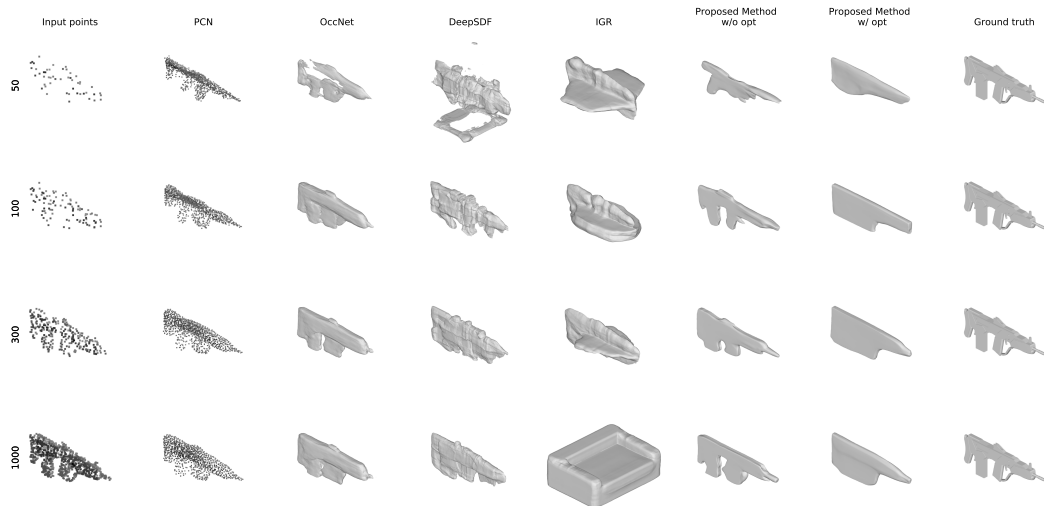 Input points PCN OccNet DeepSDF IGR Proposed Method w/o opt Proposed Method w/ opt Ground truth
50
100
300
1000